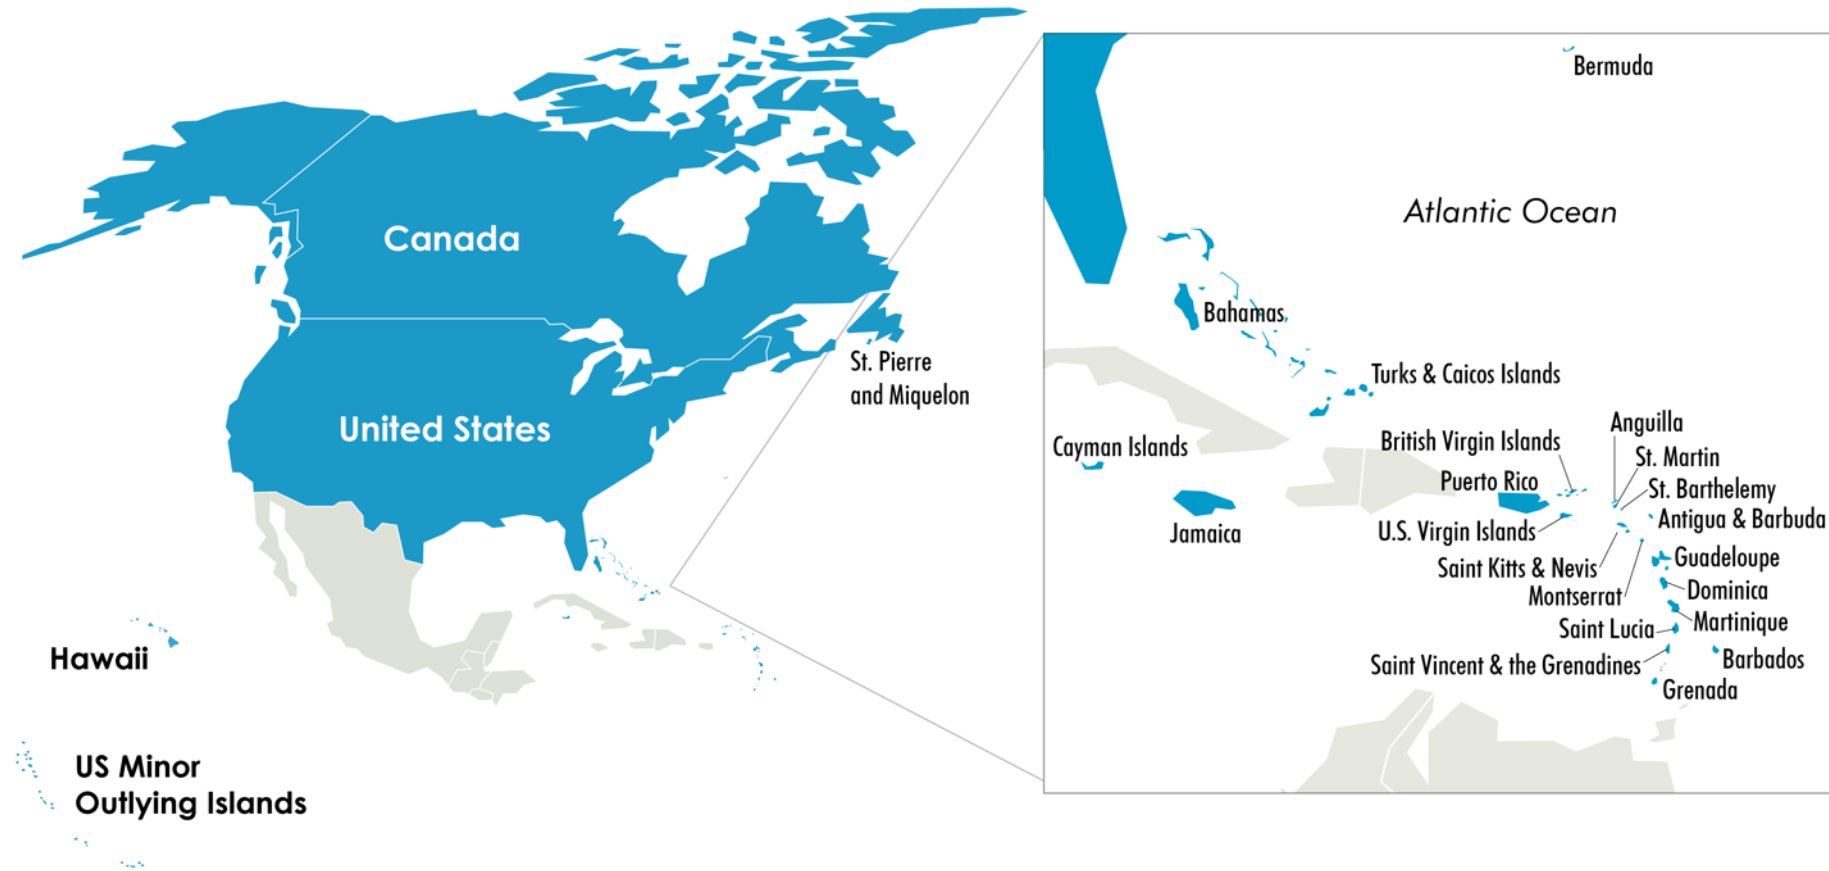 Canada
United States
St. Pierre
and Miquelon
Hawaii
US Minor
Outlying Islands
Bermuda
Atlantic Ocean
Bahamas
Turks & Caicos Islands
Cayman Islands
Jamaica
British Virgin Islands
Puerto Rico
U.S. Virgin Islands
Anguilla
St. Martin
St. Barthelemy
Antigua & Barbuda
Saint Kitts & Nevis
Montserrat
Guadeloupe
Dominica
Martinique
Saint Lucia
Saint Vincent & the Grenadines
Barbados
Grenada